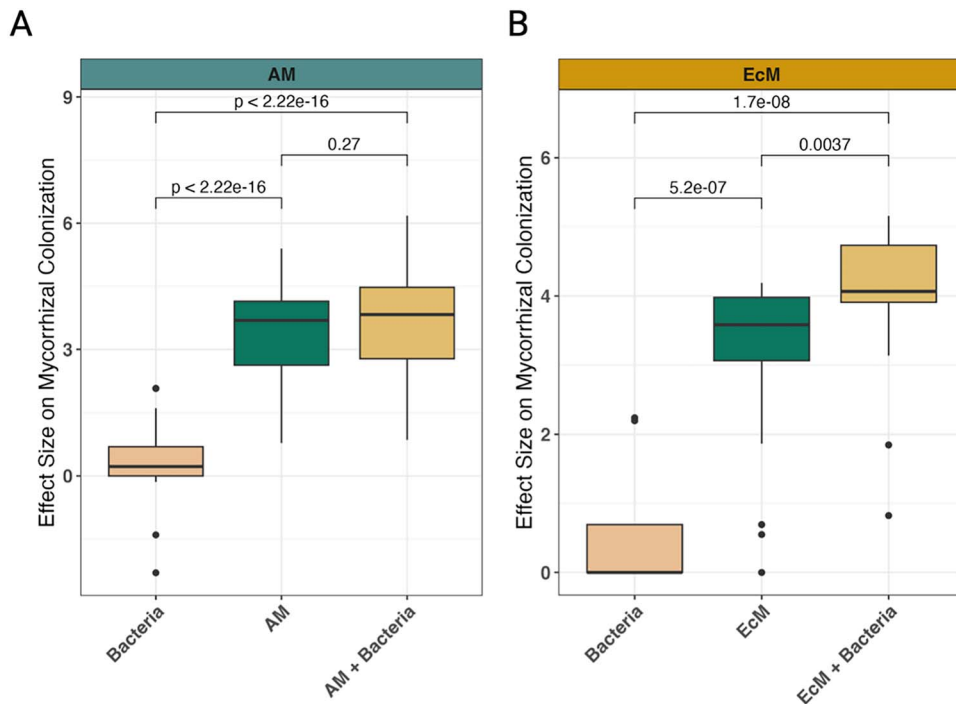 A
AM
Effect Size on Mycorrhizal Colonization
9
6
3
0
p < 2.22e-16
0.27
p < 2.22e-16
Bacteria
AM
AM + Bacteria
B
EcM
Effect Size on Mycorrhizal Colonization
6
4
2
0
1.7e-08
0.0037
5.2e-07
Bacteria
EcM
EcM + Bacteria